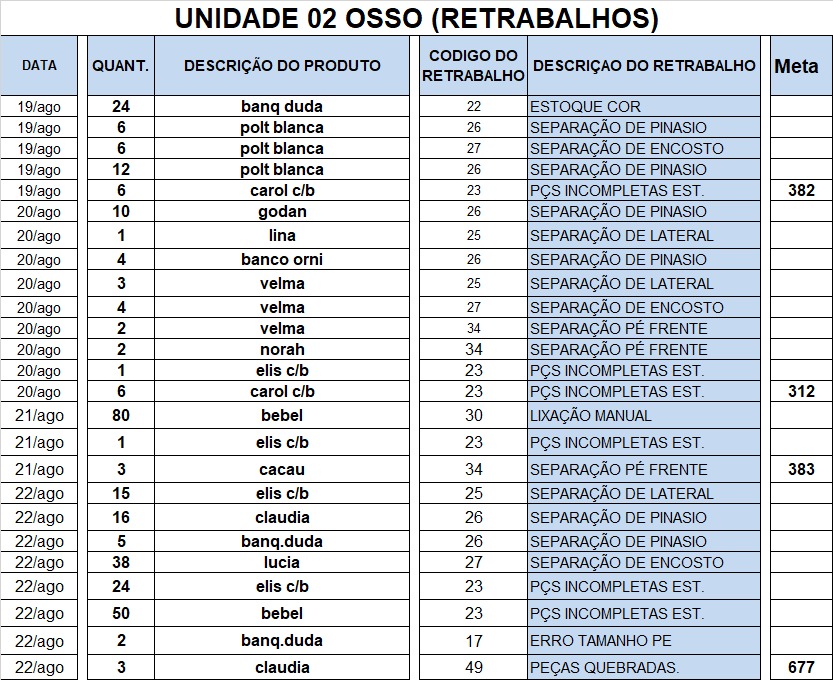 UNIDADE 02 OSSO (RETRABALHOS)
DATA QUANT. DESCRIÇÃO DO PRODUTO CODIGO DO RETRABALHO DESCRIÇAO DO RETRABALHO Meta
19/ago 24 banq duda 22 ESTOQUE COR
19/ago 6 polt blanca 26 SEPARAÇÃO DE PINASIO
19/ago 6 polt blanca 27 SEPARAÇÃO DE ENCOSTO
19/ago 12 polt blanca 26 SEPARAÇÃO DE PINASIO
19/ago 6 carol c/b 23 PÇS INCOMPLETAS EST. 382
20/ago 10 godan 26 SEPARAÇÃO DE PINASIO
20/ago 1 lina 25 SEPARAÇÃO DE LATERAL
20/ago 4 banco orni 26 SEPARAÇÃO DE PINASIO
20/ago 3 velma 25 SEPARAÇÃO DE LATERAL
20/ago 4 velma 27 SEPARAÇÃO DE ENCOSTO
20/ago 2 velma 34 SEPARAÇÃO PÉ FRENTE
20/ago 2 norah 34 SEPARAÇÃO PÉ FRENTE
20/ago 1 elis c/b 23 PÇS INCOMPLETAS EST.
20/ago 6 carol c/b 23 PÇS INCOMPLETAS EST. 312
21/ago 80 bebel 30 LIXAÇÃO MANUAL
21/ago 1 elis c/b 23 PÇS INCOMPLETAS EST.
21/ago 3 cacau 34 SEPARAÇÃO PÉ FRENTE 383
22/ago 15 elis c/b 25 SEPARAÇÃO DE LATERAL
22/ago 16 claudia 26 SEPARAÇÃO DE PINASIO
22/ago 5 banq.duda 26 SEPARAÇÃO DE PINASIO
22/ago 38 lucia 27 SEPARAÇÃO DE ENCOSTO
22/ago 24 elis c/b 23 PÇS INCOMPLETAS EST.
22/ago 50 bebel 23 PÇS INCOMPLETAS EST.
22/ago 2 banq.duda 17 ERRO TAMANHO PE
22/ago 3 claudia 49 PEÇAS QUEBRADAS. 677